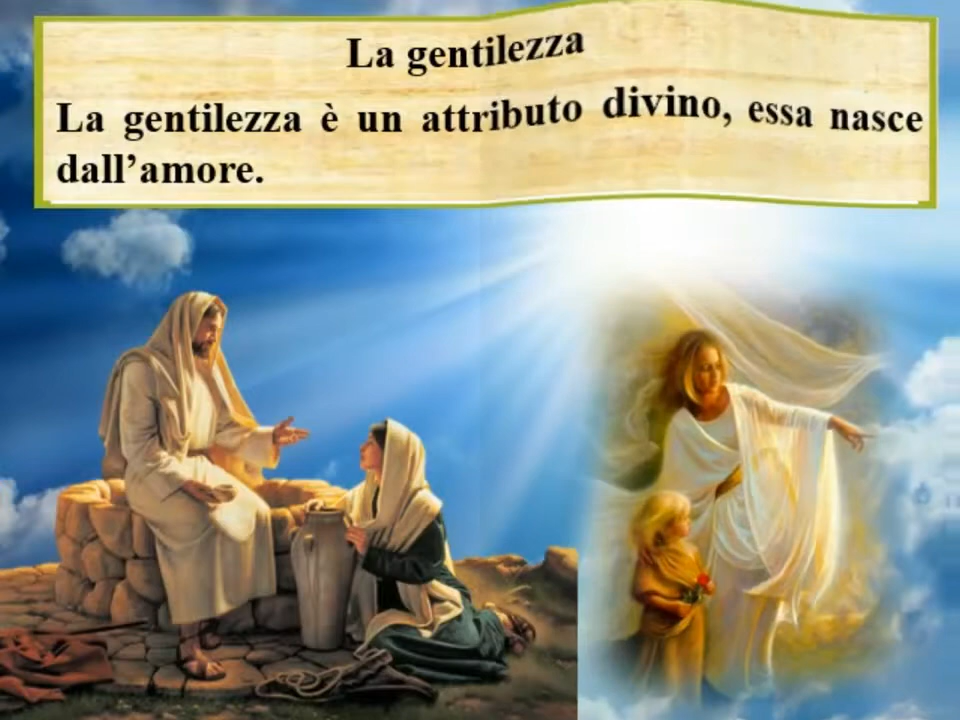 La gentilezza
La gentilezza è un attributo divino, essa nasce
dall’amore.